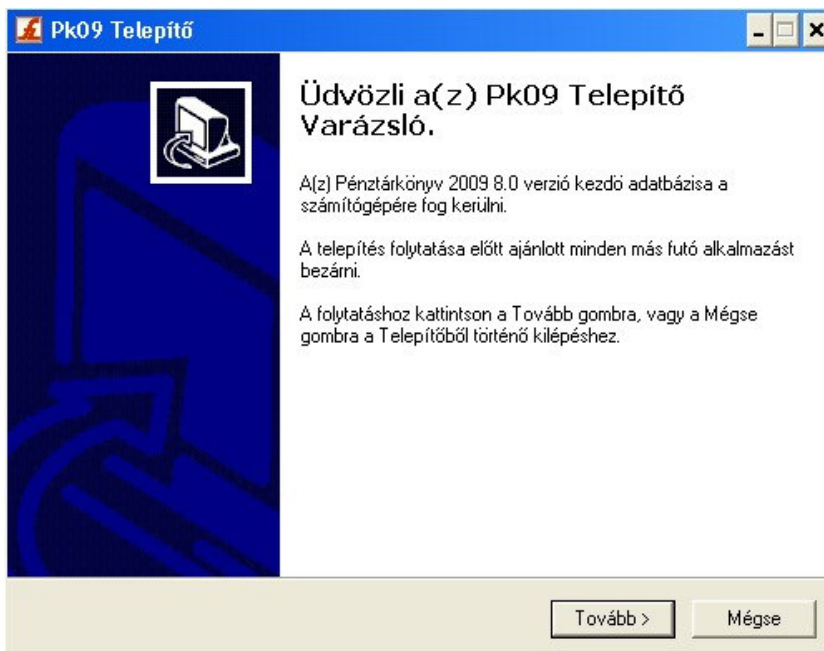 Pk09 Telepítő
Üdvözli a(z) Pk09 Telepítő
Varázsló.
A(z) Pénztárkönyv 2009 8.0 verzió kezdő adatbázisa a
számítógépére fog kerülni.
A telepítés folytatása előtt ajánlott minden más futó alkalmazást
bezárni.
A folytatáshoz kattintson a Tovább gombra, vagy a Mégse
gombra a Telepítőből történő kilépéshez.
Tovább >
Mégse